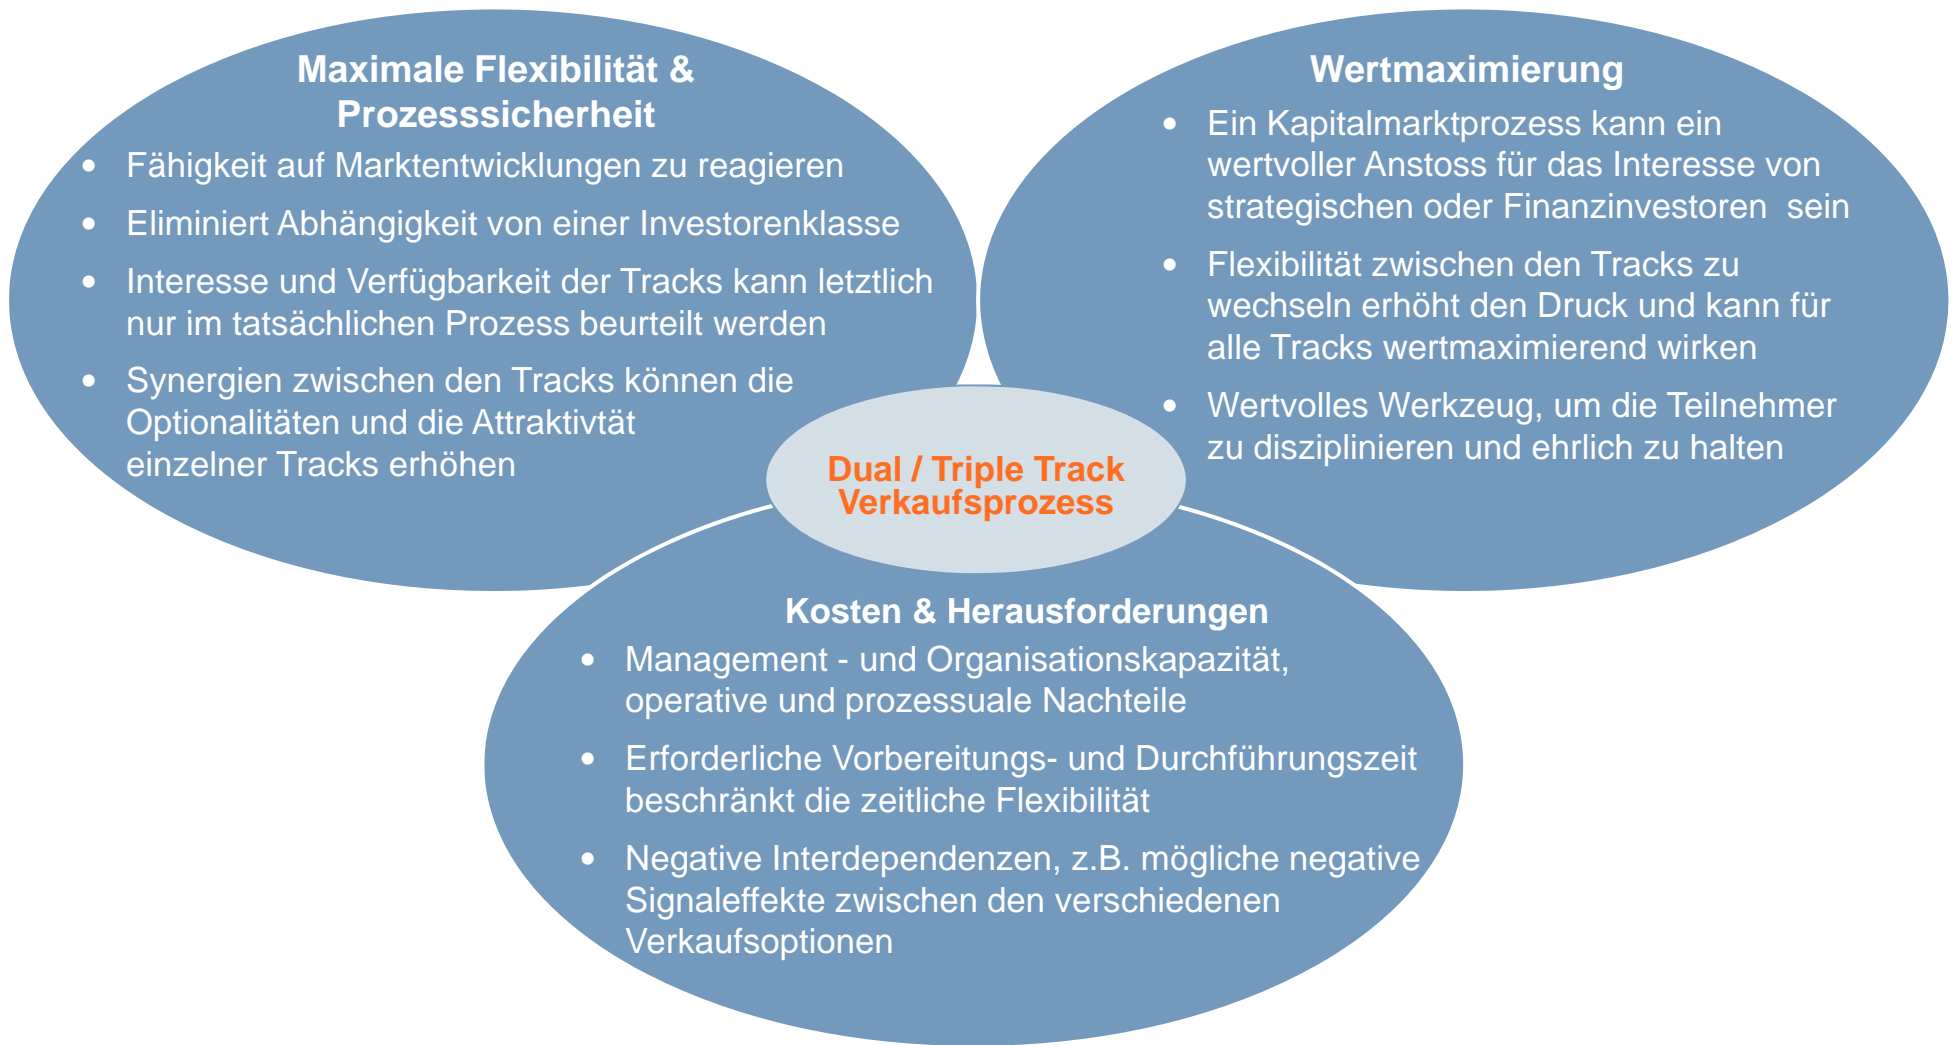 Maximale Flexibilität &
Prozesssicherheit
• Fähigkeit auf Marktentwicklungen zu reagieren
• Eliminiert Abhängigkeit von einer Investorenklasse
• Interesse und Verfügbarkeit der Tracks kann letztlich
nur im tatsächlichen Prozess beurteilt werden
• Synergien zwischen den Tracks können die
Optionalitäten und die Attraktivtät
einzelner Tracks erhöhen
Wertmaximierung
• Ein Kapitalmarktprozess kann ein
wertvoller Anstoss für das Interesse von
strategischen oder Finanzinvestoren sein
• Flexibilität zwischen den Tracks zu
wechseln erhöht den Druck und kann für
alle Tracks wertmaximierend wirken
• Wertvolles Werkzeug, um die Teilnehmer
zu disziplinieren und ehrlich zu halten
Dual / Triple Track
Verkaufsprozess
Kosten & Herausforderungen
• Management - und Organisationskapazität,
operative und prozessuale Nachteile
• Erforderliche Vorbereitungs- und Durchführungszeit
beschränkt die zeitliche Flexibilität
• Negative Interdependenzen, z.B. mögliche negative
Signaleffekte zwischen den verschiedenen
Verkaufsoptionen